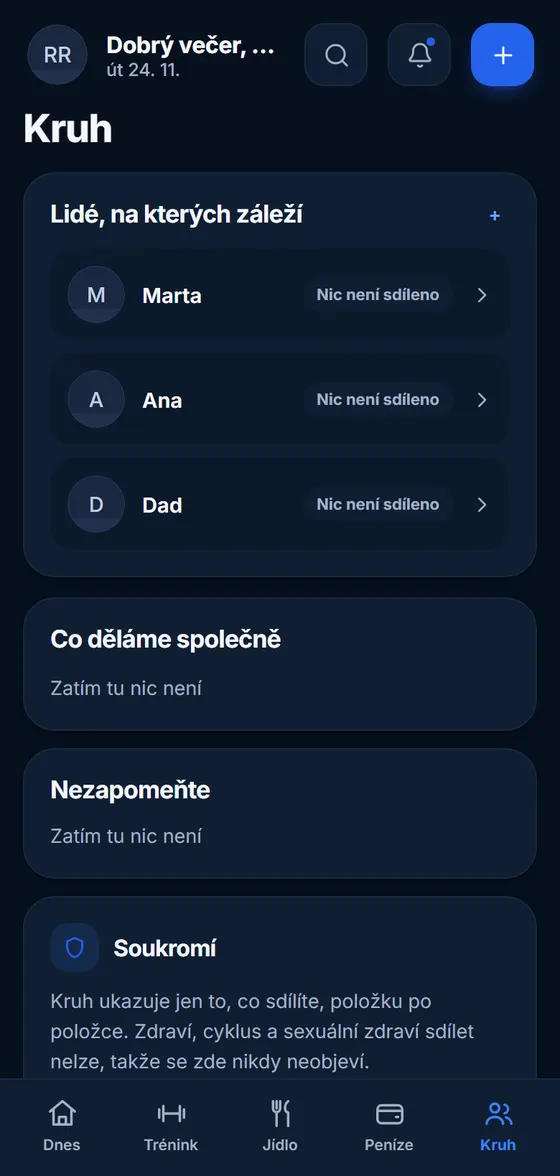 RR
Dobrý večer, ...
út 24. 11.
Kruh
Lidé, na kterých záleží
+
M
Marta
Nic není sdíleno
A
Ana
Nic není sdíleno
D
Dad
Nic není sdíleno
Co děláme společně
Zatím tu nic není
Nezapomeňte
Zatím tu nic není
Soukromí
Kruh ukazuje jen to, co sdílíte, položku po
položce. Zdraví, cyklus a sexuální zdraví sdílet
nelze, takže se zde nikdy neobjeví.
Dnes
Trénink
Jídlo
Peníze
Kruh